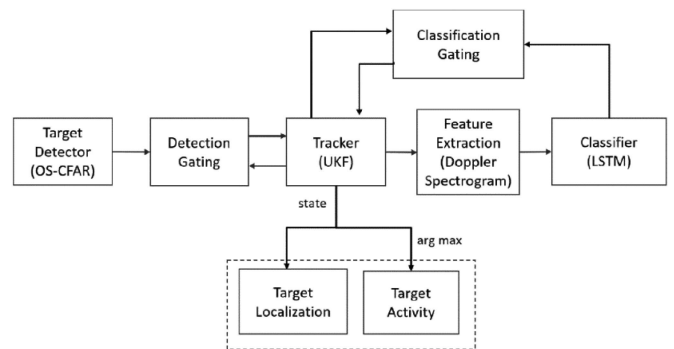 Classification
Gating
Target
Detector
(OS-CFAR)
Detection
Gating
Tracker
(UKF)
Feature
Extraction
(Doppler
Spectrogram)
Classifier
(LSTM)
state
arg max
Target
Localization
Target
Activity